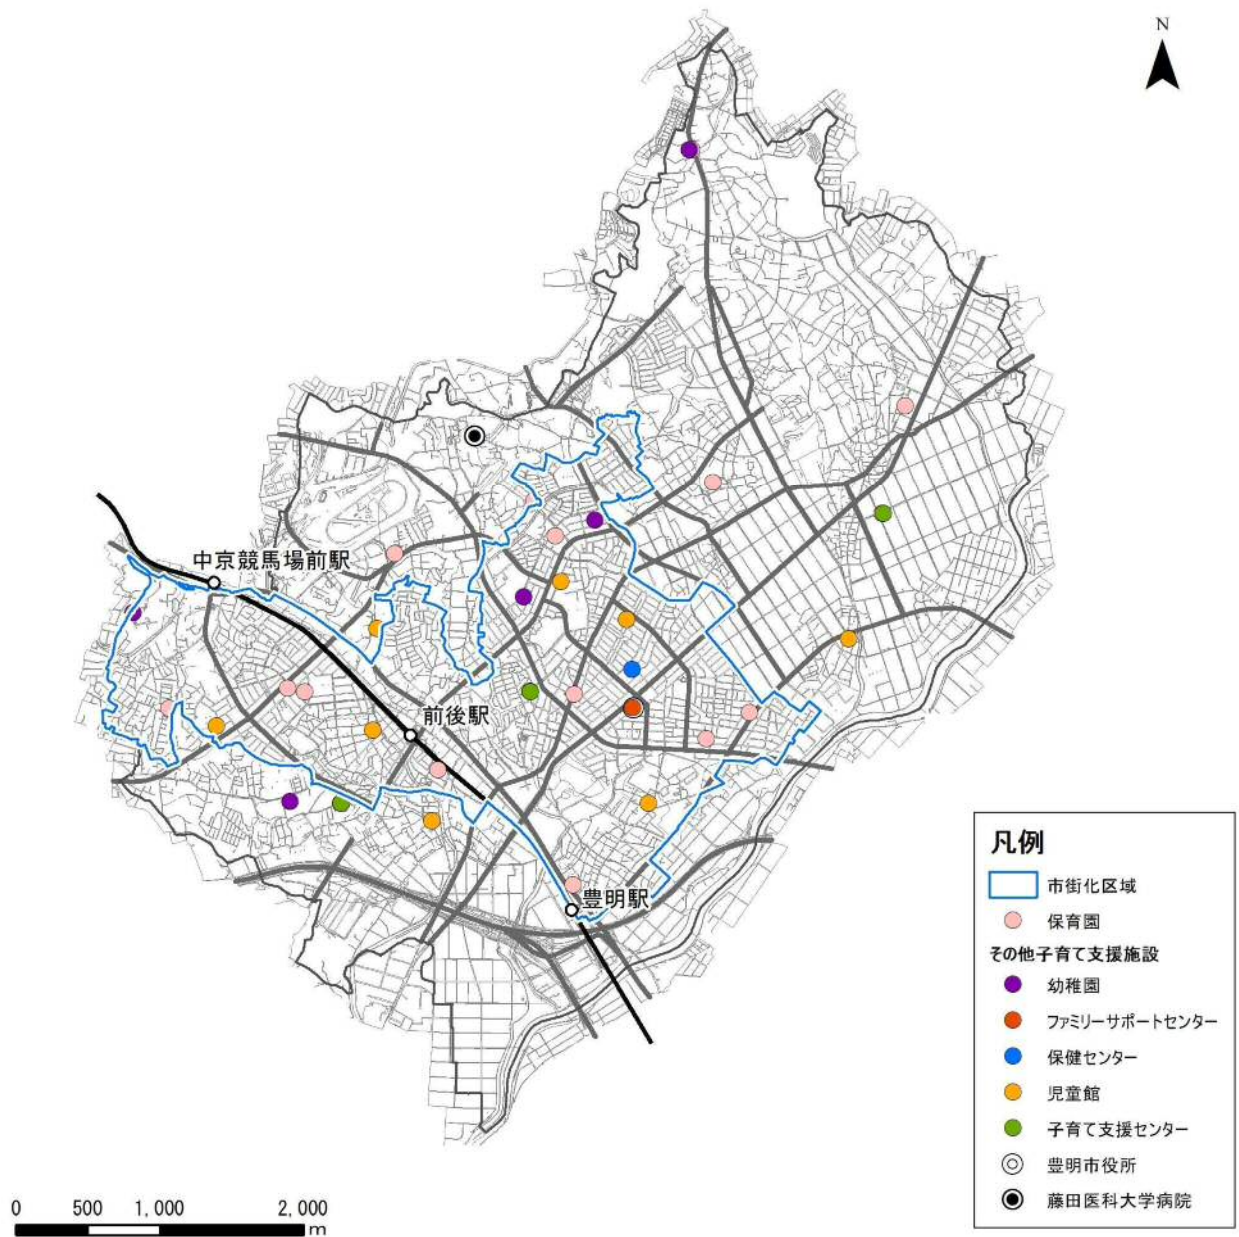 N
中京競馬場前駅
前後駅
豊明駅
凡例
市街化区域
保育園
その他子育て支援施設
幼稚園
ファミリーサポートセンター
保健センター
児童館
子育て支援センター
豊明市役所
藤田医科大学病院
0 500 1,000 2,000
m